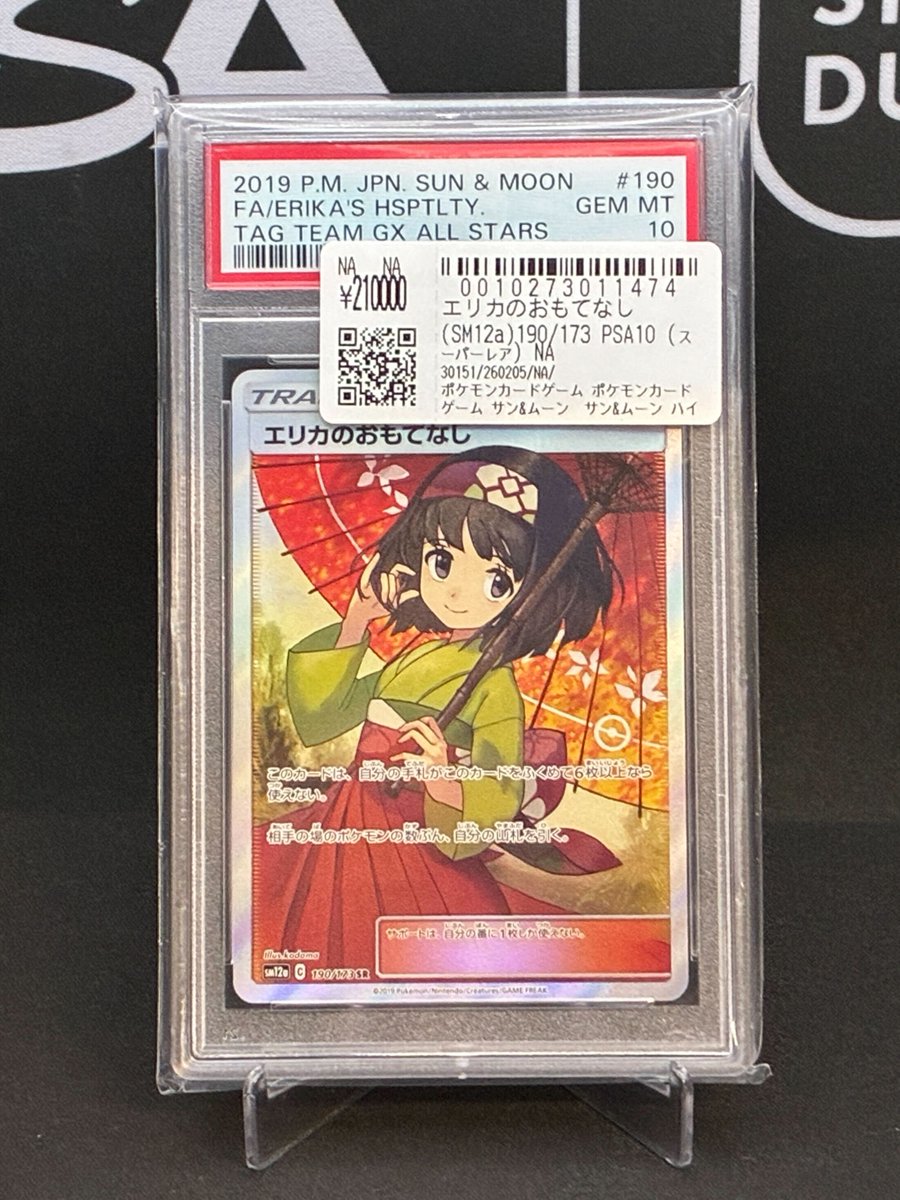 SA
DU
2019 P.M. JPN. SUN & MOON #190
FA/ERIKA'S HSPTLTY. GEM MT
TAG TEAM GX ALL STARS 10
NA NA
¥210000
0010273011474
エリカのおもてなし
(SM12a)190/173 PSA10 (ス
ーパーレア) NA
30151/260205/NA/
ポケモンカードゲーム ポケモンカード
ゲーム サン&ムーン サン&ムーン ハイ
TRA
エリカのおもてなし
このカードは、自分の手札がこのカードをふくめて6枚以上なら
使えない。
相手の場のポケモンの数ぶん、自分の山札を引く。
サポートは、自分の番に1枚しか使えない。
Illus.kodama
sm12a C 190/173 SR
©2019 Pokémon/Nintendo/Creatures/GAME FREAK